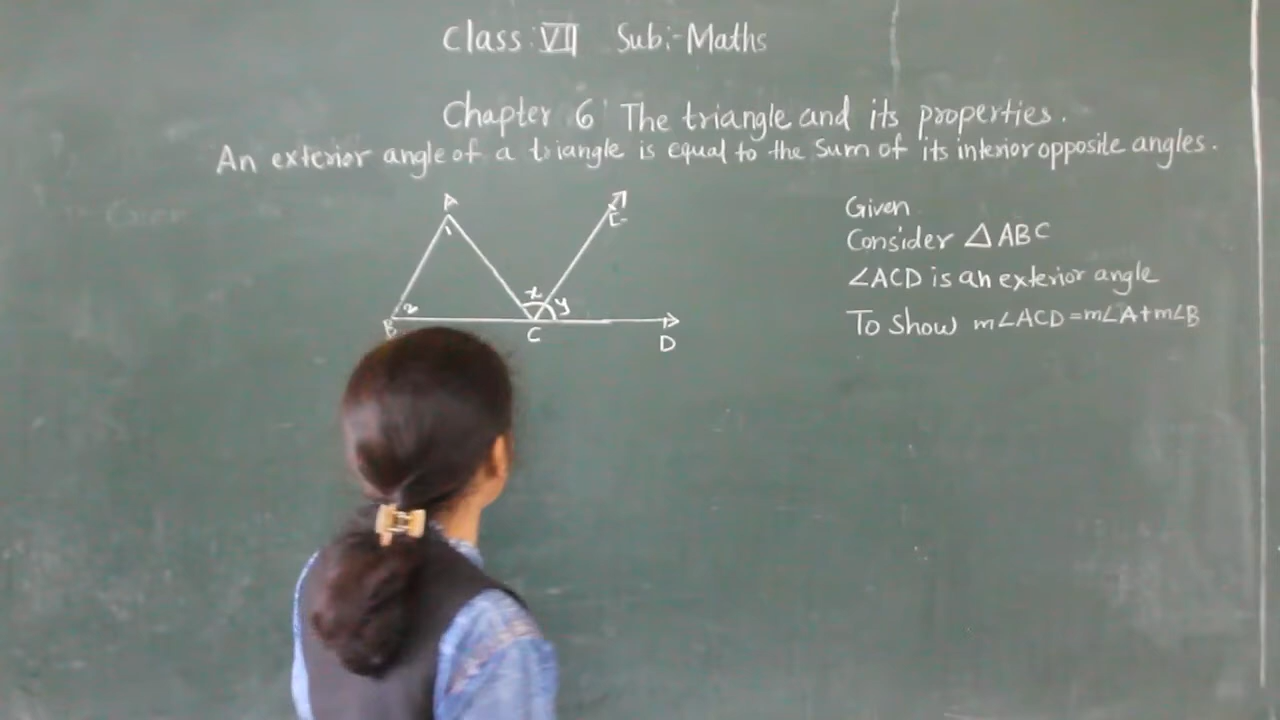 Class: VII Sub:-Maths
Chapter 6 The triangle and its properties.
An exterior angle of a triangle is equal to the sum of its interior opposite angles.
A
E
1
x
2
y
B
C
D
Given
Consider △ABC
∠ACD is an exterior angle
To show m∠ACD=m∠A+m∠B